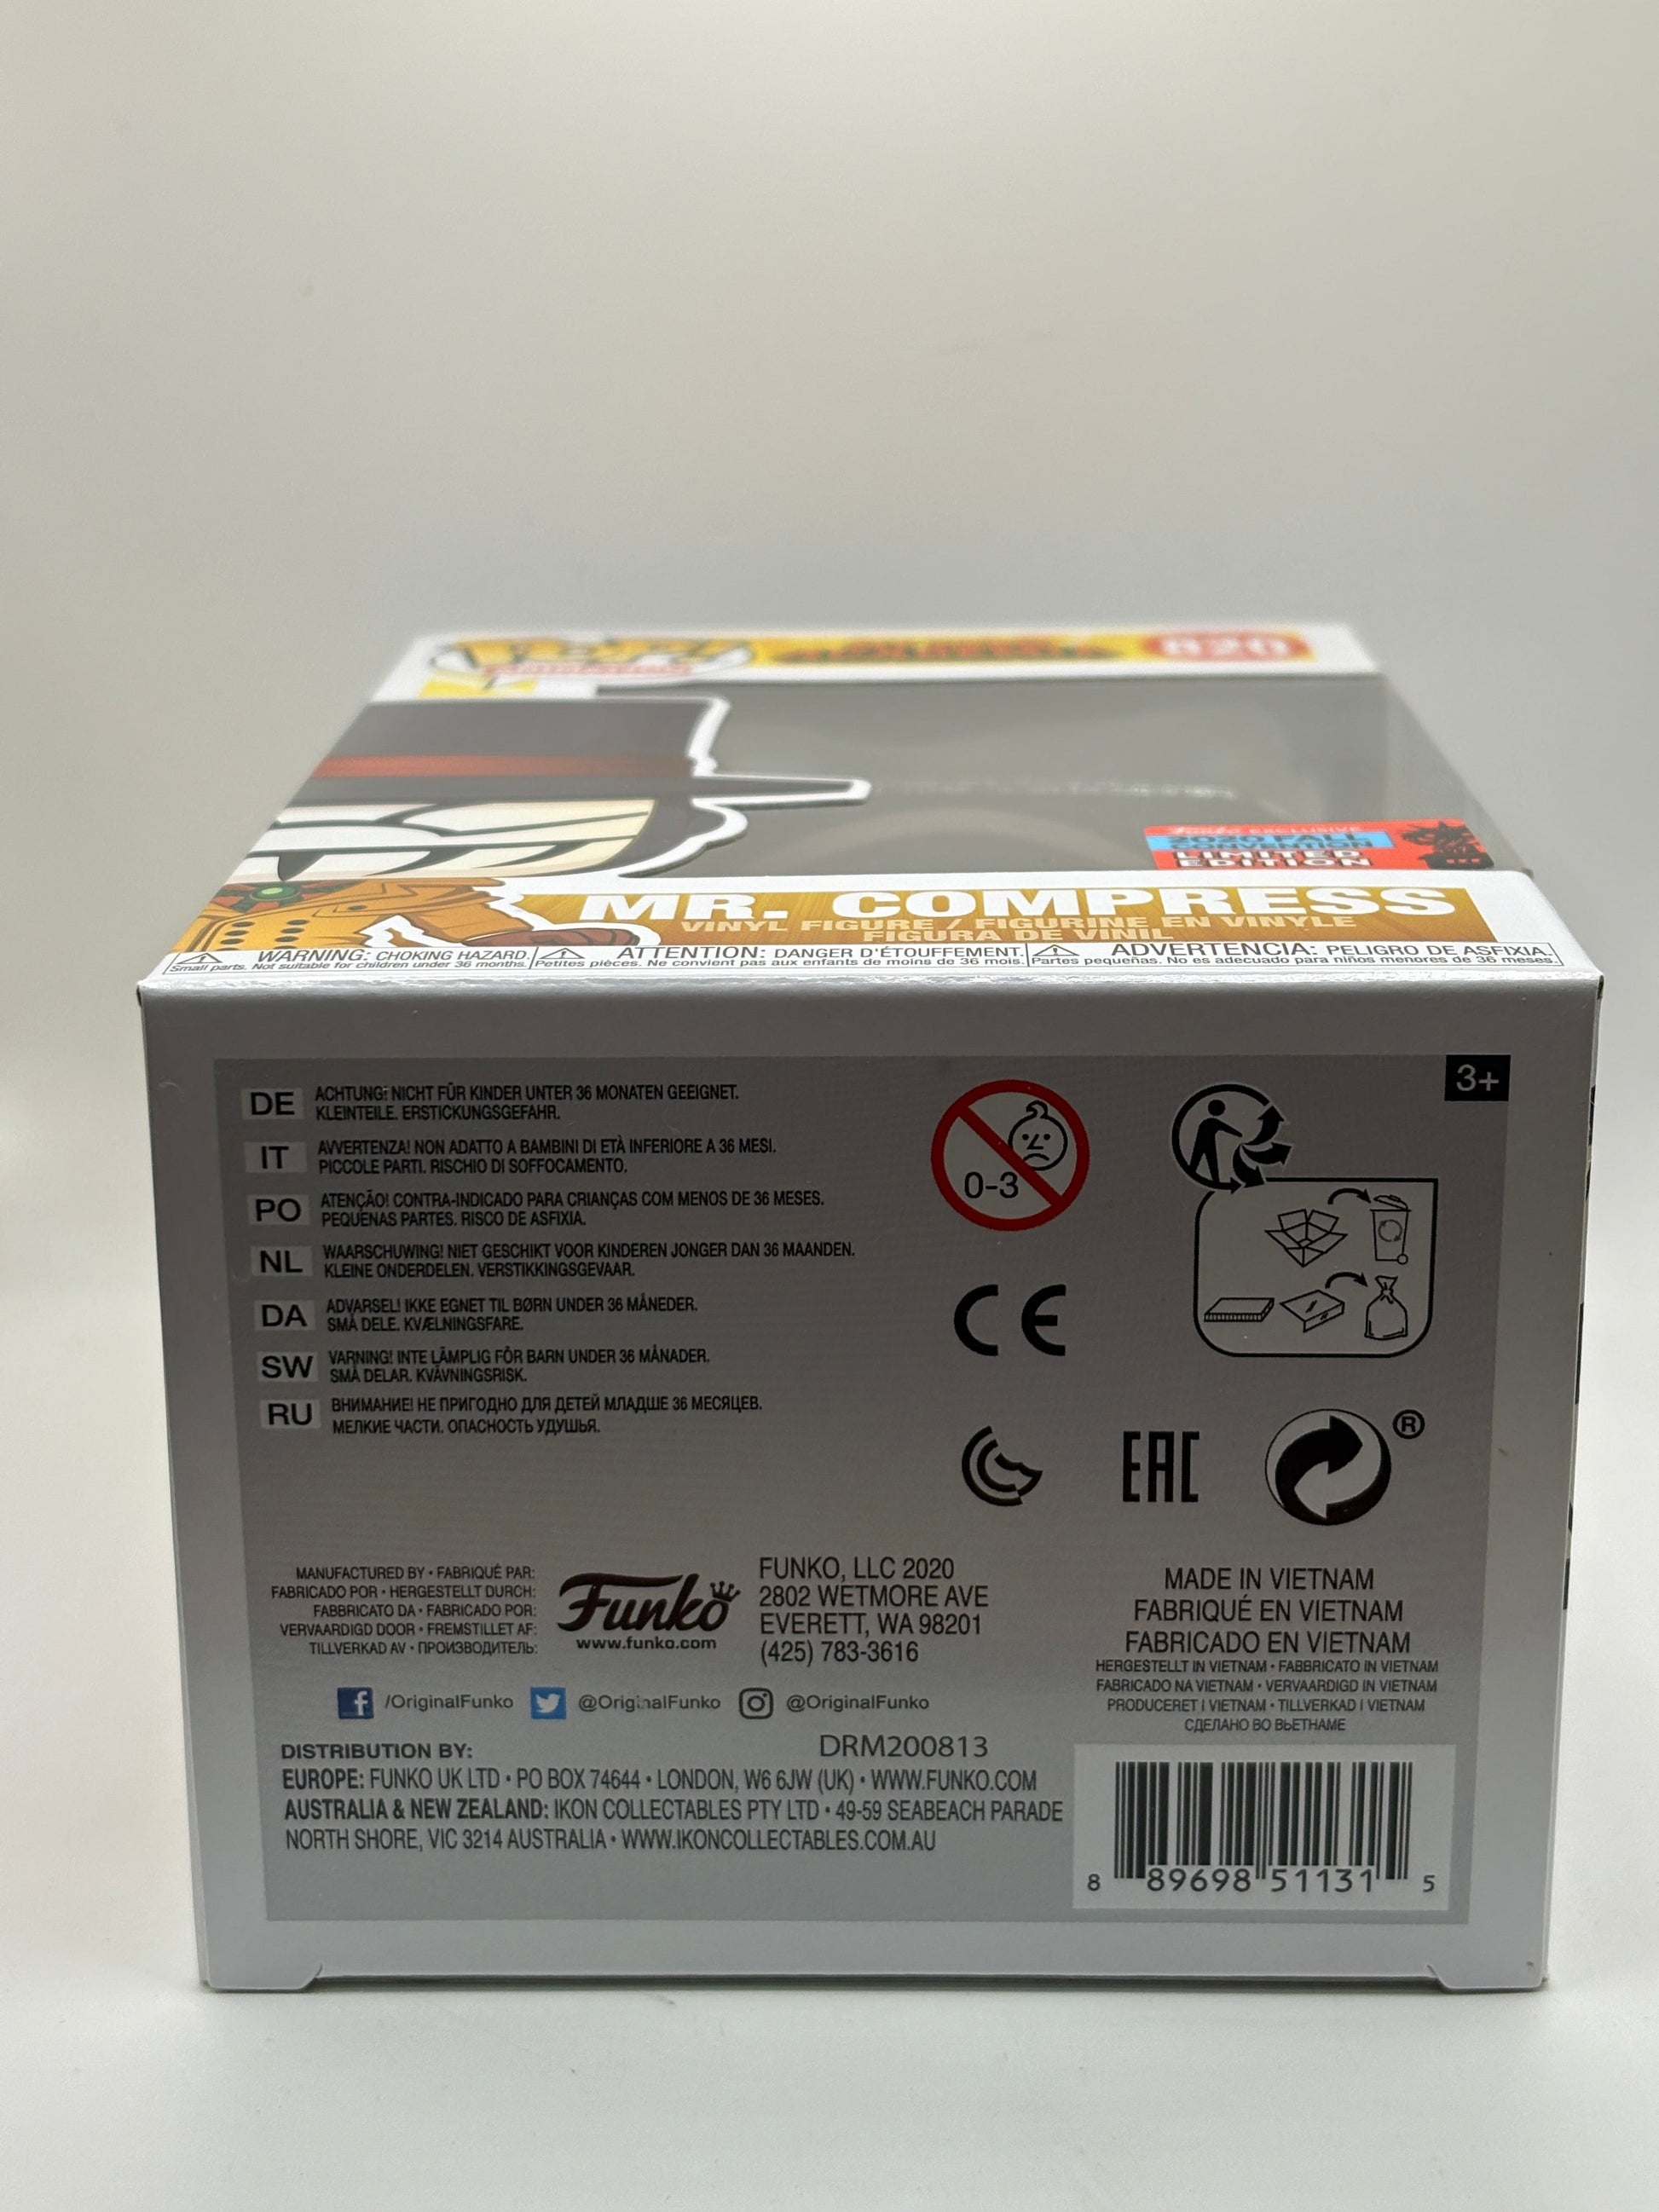 POP!
820
Funko EXCLUSIVE
2020 FALL
CONVENTION
LIMITED
EDITION
MR. COMPRESS
VINYL FIGURE / FIGURINE EN VINYLE
FIGURA DE VINIL
WARNING: CHOKING HAZARD.
Small parts. Not suitable for children under 36 months.
ATTENTION: DANGER D'ÉTOUFFEMENT.
Petites pièces. Ne convient pas aux enfants de moins de 36 mois.
ADVERTENCIA: PELIGRO DE ASFIXIA.
Partes pequeñas. No es adecuado para niños menores de 36 meses.
3+
DE ACHTUNG: NICHT FÜR KINDER UNTER 36 MONATEN GEEIGNET.
KLEINTEILE. ERSTICKUNGSGEFAHR.
IT AVVERTENZA! NON ADATTO A BAMBINI DI ETÀ INFERIORE A 36 MESI.
PICCOLE PARTI. RISCHIO DI SOFFOCAMENTO.
PO ATENÇÃO! CONTRA-INDICADO PARA CRIANÇAS COM MENOS DE 36 MESES.
PEQUENAS PARTES. RISCO DE ASFIXIA.
NL WAARSCHUWING! NIET GESCHIKT VOOR KINDEREN JONGER DAN 36 MAANDEN.
KLEINE ONDERDELEN. VERSTIKKINGSGEVAAR.
DA ADVARSEL! IKKE EGNET TIL BØRN UNDER 36 MÅNEDER.
SMÅ DELE. KVÆLNINGSFARE.
SW VARNING! INTE LÄMPLIG FÖR BARN UNDER 36 MÅNADER.
SMÅ DELAR. KVÄVNINGSRISK.
RU ВНИМАНИЕ! НЕ ПРИГОДНО ДЛЯ ДЕТЕЙ МЛАДШЕ 36 МЕСЯЦЕВ.
МЕЛКИЕ ЧАСТИ. ОПАСНОСТЬ УДУШЬЯ.
0-3
CE
EAC
®
MANUFACTURED BY • FABRIQUÉ PAR:
FABRICADO POR • HERGESTELLT DURCH:
FABBRICATO DA • FABRICADO POR:
VERVAARDIGD DOOR • FREMSTILLET AF:
TILLVERKAD AV • ПРОИЗВОДИТЕЛЬ:
Funko
www.funko.com
FUNKO, LLC 2020
2802 WETMORE AVE
EVERETT, WA 98201
(425) 783-3616
MADE IN VIETNAM
FABRIQUÉ EN VIETNAM
FABRICADO EN VIETNAM
HERGESTELLT IN VIETNAM • FABBRICATO IN VIETNAM
FABRICADO NA VIETNAM • VERVAARDIGD IN VIETNAM
PRODUCERET I VIETNAM • TILLVERKAD I VIETNAM
СДЕЛАНО ВО ВЬЕТНАМЕ
/OriginalFunko @OriginalFunko @OriginalFunko
DRM200813
DISTRIBUTION BY:
EUROPE: FUNKO UK LTD • PO BOX 74644 • LONDON, W6 6JW (UK) • WWW.FUNKO.COM
AUSTRALIA & NEW ZEALAND: IKON COLLECTABLES PTY LTD • 49-59 SEABEACH PARADE
NORTH SHORE, VIC 3214 AUSTRALIA • WWW.IKONCOLLECTABLES.COM.AU
8 89698 51131 5